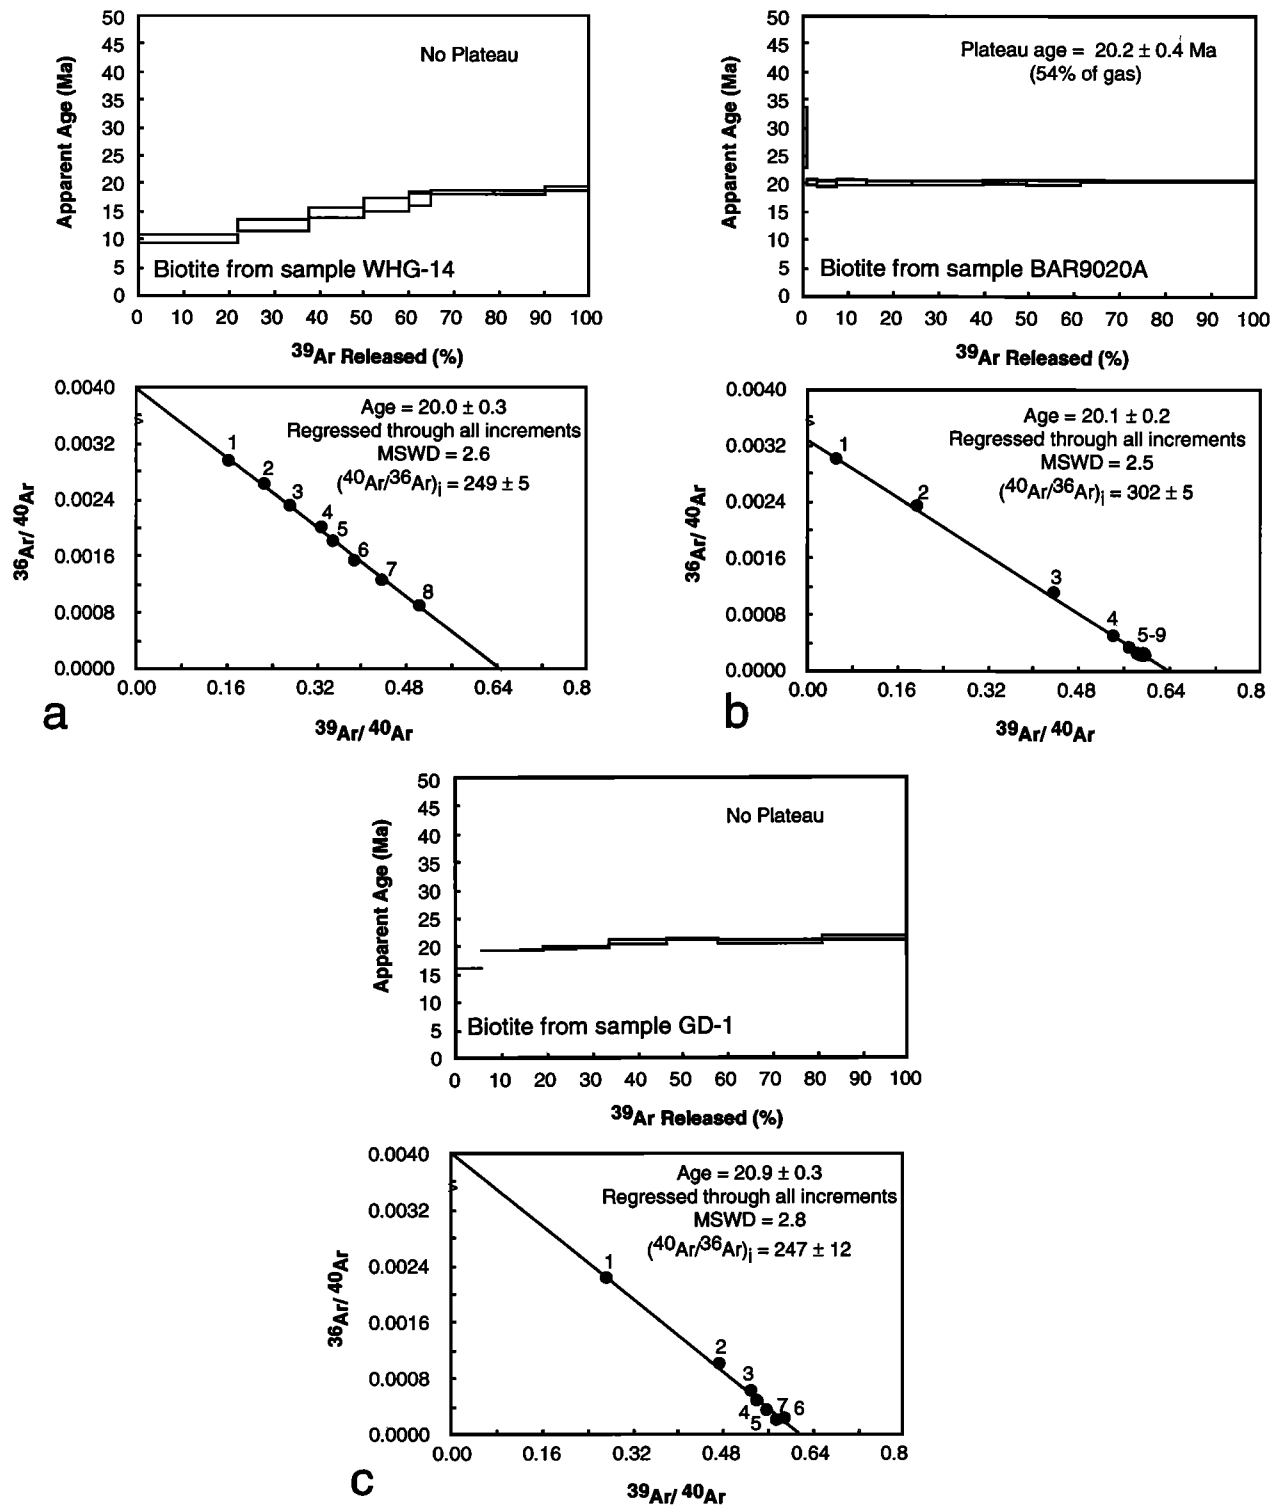 50
45
40
35
30
25
20
15
10
5
0
Apparent Age (Ma)
No Plateau
Biotite from sample WHG-14
0 10 20 30 40 50 60 70 80 90 100
39Ar Released (%)
50
45
40
35
30
25
20
15
10
5
0
Apparent Age (Ma)
Plateau age = 20.2 ± 0.4 Ma
(54% of gas)
Biotite from sample BAR9020A
0 10 20 30 40 50 60 70 80 90 100
39Ar Released (%)
0.0040
0.0032
0.0024
0.0016
0.0008
0.0000
36Ar/ 40Ar
Age = 20.0 ± 0.3
Regressed through all increments
MSWD = 2.6
(40Ar/36Ar)i = 249 ± 5
1
2
3
4
5
6
7
8
0.00 0.16 0.32 0.48 0.64 0.8
a
39Ar/ 40Ar
0.0040
0.0032
0.0024
0.0016
0.0008
0.0000
36Ar/ 40Ar
Age = 20.1 ± 0.2
Regressed through all increments
MSWD = 2.5
(40Ar/36Ar)i = 302 ± 5
1
2
3
4
5-9
0.00 0.16 0.32 0.48 0.64 0.8
b
39Ar/ 40Ar
50
45
40
35
30
25
20
15
10
5
0
Apparent Age (Ma)
No Plateau
Biotite from sample GD-1
0 10 20 30 40 50 60 70 80 90 100
39Ar Released (%)
0.0040
0.0032
0.0024
0.0016
0.0008
0.0000
36Ar/ 40Ar
Age = 20.9 ± 0.3
Regressed through all increments
MSWD = 2.8
(40Ar/36Ar)i = 247 ± 12
1
2
3
4
5
7
6
0.00 0.16 0.32 0.48 0.64 0.8
c
39Ar/ 40Ar